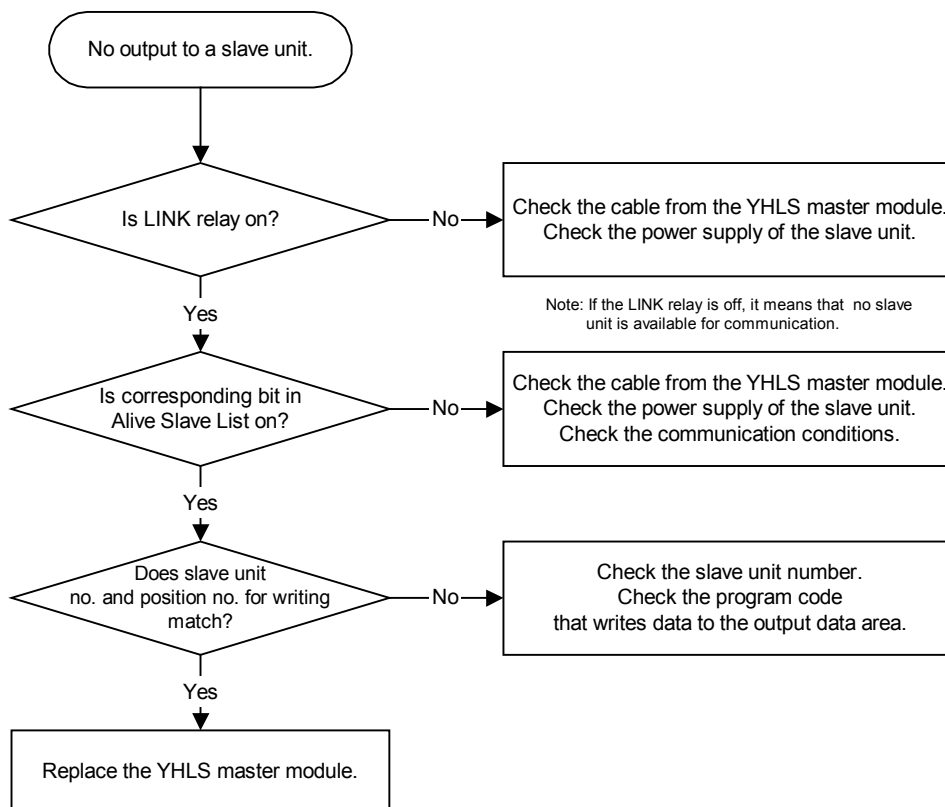 No output to a slave unit.
Is LINK relay on?
No
Check the cable from the YHLS master module.
Check the power supply of the slave unit.
Yes
Note: If the LINK relay is off, it means that no slave
unit is available for communication.
Is corresponding bit in
Alive Slave List on?
No
Check the cable from the YHLS master module.
Check the power supply of the slave unit.
Check the communication conditions.
Yes
Does slave unit
no. and position no. for writing
match?
No
Check the slave unit number.
Check the program code
that writes data to the output data area.
Yes
Replace the YHLS master module.